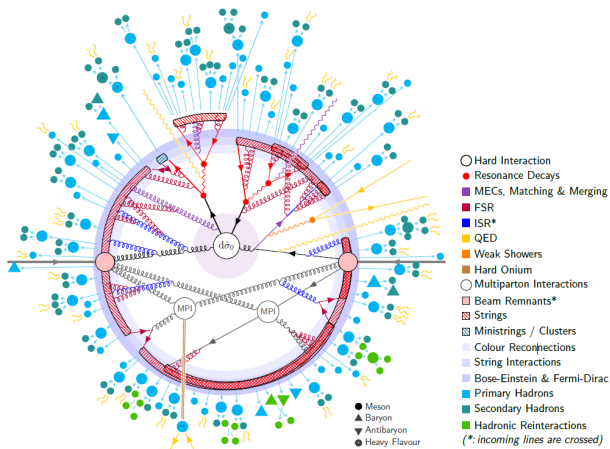 dσ̂₀
MPI
MPI
Meson
Baryon
Antibaryon
Heavy Flavour
Hard Interaction
Resonance Decays
MECs, Matching & Merging
FSR
ISR*
QED
Weak Showers
Hard Onium
Multiparton Interactions
Beam Remnants*
Strings
Ministrings / Clusters
Colour Reconnections
String Interactions
Bose-Einstein & Fermi-Dirac
Primary Hadrons
Secondary Hadrons
Hadronic Reinteractions
(*: incoming lines are crossed)